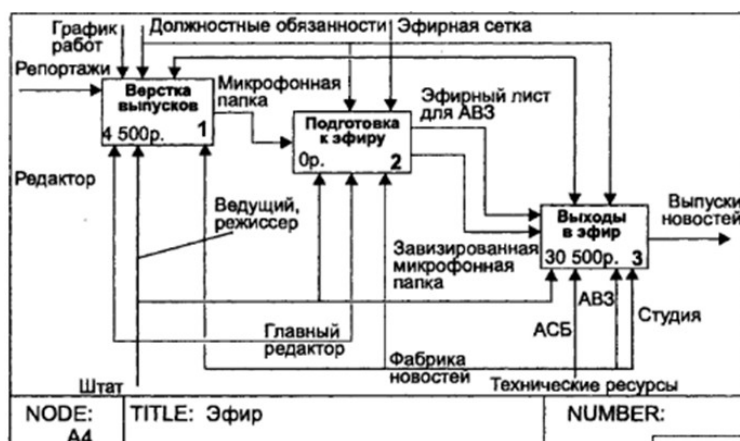 График
работ
Должностные обязанности
Эфирная сетка
Репортажи
Верстка
выпусков
4 500р. 1
Микрофонная
папка
Подготовка
к эфиру
0р. 2
Эфирный лист
для АВЗ
Редактор
Ведущий,
режиссер
Выходы
в эфир
30 500р. 3
Выпуски
новостей
Завизированная
микрофонная
папка
АВЗ
АСБ
Студия
Главный
редактор
Фабрика
новостей
Штат
Технические ресурсы
NODE:
A4
TITLE: Эфир
NUMBER: